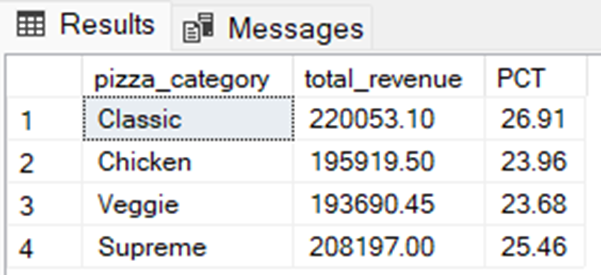 Results Messages
pizza_category total_revenue PCT
1 Classic 220053.10 26.91
2 Chicken 195919.50 23.96
3 Veggie 193690.45 23.68
4 Supreme 208197.00 25.46